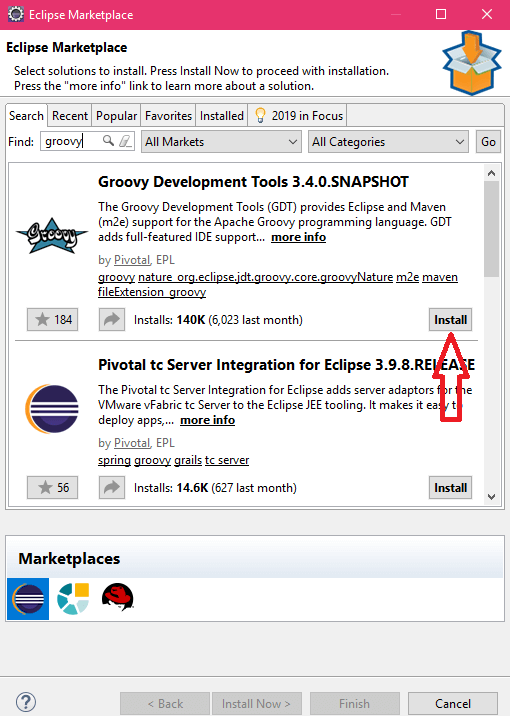 Eclipse Marketplace
Eclipse Marketplace
Select solutions to install. Press Install Now to proceed with installation.
Press the "more info" link to learn more about a solution.
Search Recent Popular Favorites Installed 2019 in Focus
Find: groovy All Markets All Categories Go
Groovy Development Tools 3.4.0.SNAPSHOT
The Groovy Development Tools (GDT) provides Eclipse and Maven
(m2e) support for the Apache Groovy programming language. GDT
adds full-featured IDE support... more info
Groovy
by Pivotal, EPL
groovy nature_org.eclipse.jdt.groovy.core.groovyNature m2e maven
fileExtension_groovy
184 Installs: 140K (6,023 last month) Install
Pivotal tc Server Integration for Eclipse 3.9.8.RELEASE
The Pivotal tc Server Integration for Eclipse adds server adaptors for the
VMware vFabric tc Server to the Eclipse JEE tooling. It makes it easy to
deploy apps,... more info
by Pivotal, EPL
spring groovy grails tc server
56 Installs: 14.6K (627 last month) Install
Marketplaces
? < Back Install Now > Finish Cancel